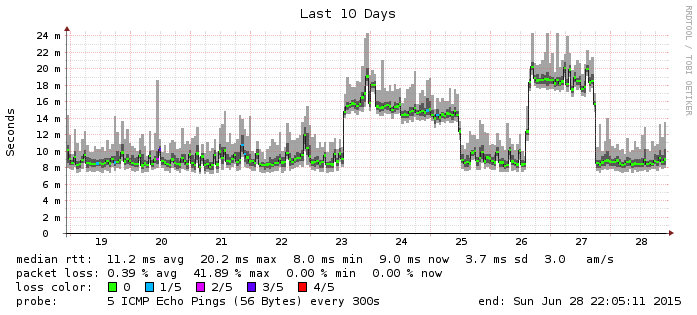 Last 10 Days
RRDTOOL / TOBI OETIKER
Seconds
24 m
22 m
20 m
18 m
16 m
14 m
12 m
10 m
8 m
6 m
4 m
2 m
0
19 20 21 22 23 24 25 26 27 28
median rtt: 11.2 ms avg 20.2 ms max 8.0 ms min 9.0 ms now 3.7 ms sd 3.0 am/s
packet loss: 0.39 % avg 41.89 % max 0.00 % min 0.00 % now
loss color: 0 1/5 2/5 3/5 4/5
probe: 5 ICMP Echo Pings (56 Bytes) every 300s end: Sun Jun 28 22:05:11 2015